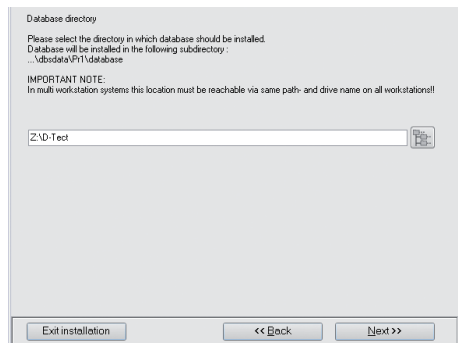 Database directory
Please select the directory in which database should be installed.
Database will be installed in the following subdirectory :
...\dbsdata\Pr1\database
IMPORTANT NOTE:
In multi workstation systems this location must be reachable via same path- and drive name on all workstations!!
Z:\D-Tect
Exit installation
<< Back
Next >>